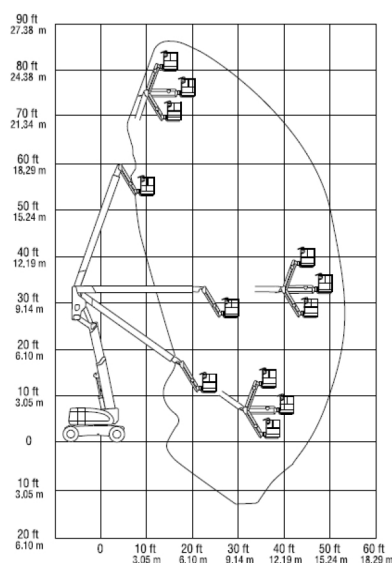 90 ft
27.38 m
80 ft
24.38 m
70 ft
21,34 m
60 ft
18,29 m
50 ft
15.24 m
40 ft
12,19 m
30 ft
9.14 m
20 ft
6.10 m
10 ft
3.05 m
0
10 ft
3.05 m
20 ft
6.10 m
0 10 ft 20 ft 30 ft 40 ft 50 ft 60 ft
3.05 m 6.10 m 9.14 m 12.19 m 15.24 m 18.29 m